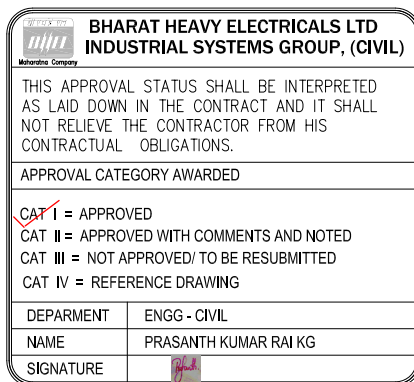 BHARAT HEAVY ELECTRICALS LTD
INDUSTRIAL SYSTEMS GROUP, (CIVIL)
Maharatna Company
THIS APPROVAL STATUS SHALL BE INTERPRETED
AS LAID DOWN IN THE CONTRACT AND IT SHALL
NOT RELIEVE THE CONTRACTOR FROM HIS
CONTRACTUAL OBLIGATIONS.
APPROVAL CATEGORY AWARDED
CAT I = APPROVED
CAT II = APPROVED WITH COMMENTS AND NOTED
CAT III = NOT APPROVED/ TO BE RESUBMITTED
CAT IV = REFERENCE DRAWING
DEPARMENT ENGG - CIVIL
NAME PRASANTH KUMAR RAI KG
SIGNATURE